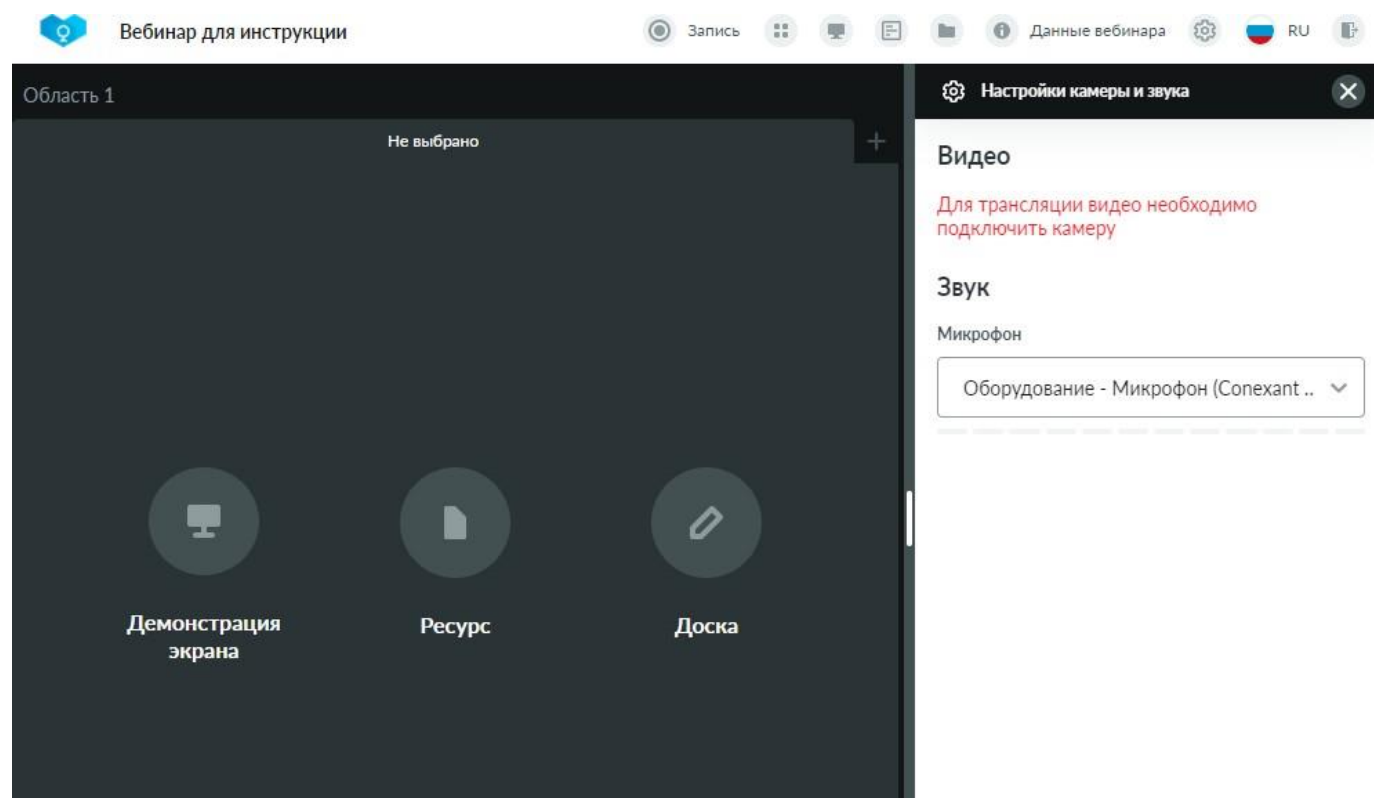 Вебинар для инструкции
Запись
Данные вебинара
RU
Область 1
Не выбрано
Демонстрация
экрана
Ресурс
Доска
Настройки камеры и звука
Видео
Для трансляции видео необходимо
подключить камеру
Звук
Микрофон
Оборудование - Микрофон (Conexant ..